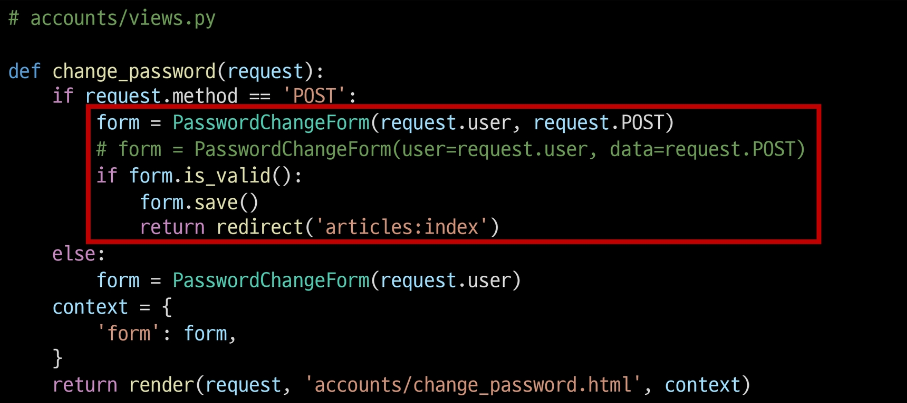 # accounts/views.py
def change_password(request):
    if request.method == 'POST':
        form = PasswordChangeForm(request.user, request.POST)
        # form = PasswordChangeForm(user=request.user, data=request.POST)
        if form.is_valid():
            form.save()
            return redirect('articles:index')
    else:
        form = PasswordChangeForm(request.user)
    context = {
        'form': form,
    }
    return render(request, 'accounts/change_password.html', context)